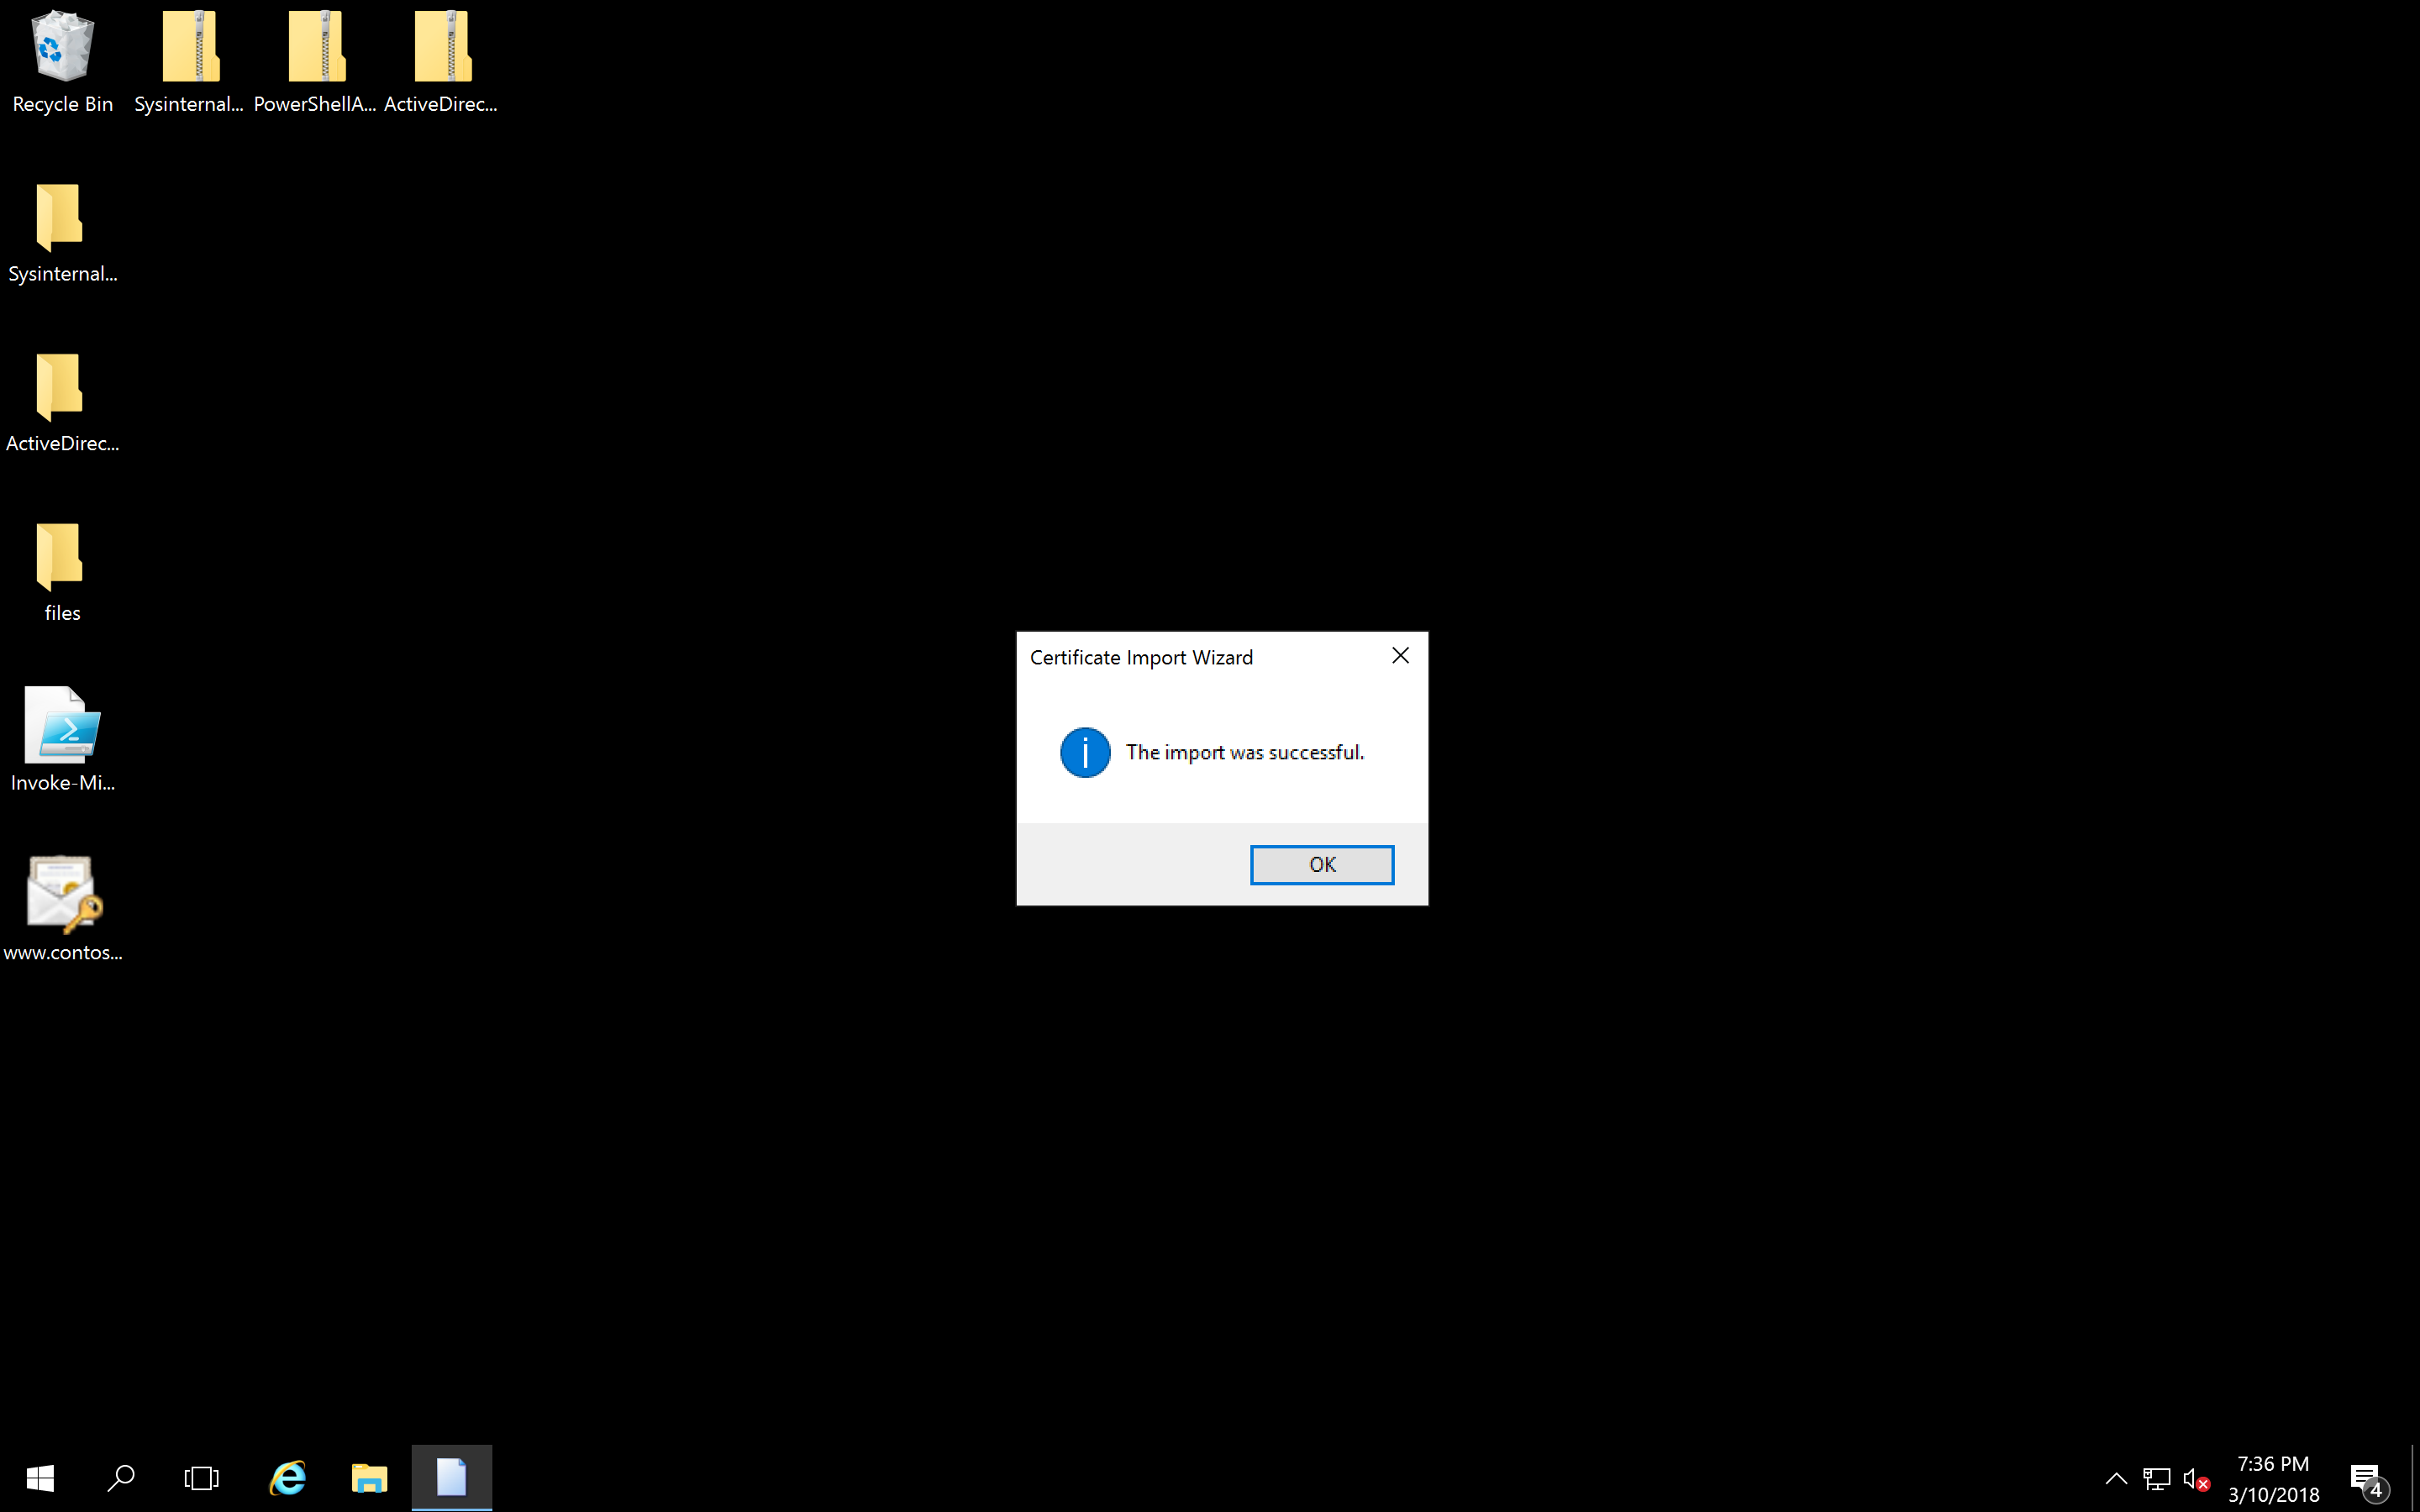 Recycle Bin
Sysinternal...
PowerShellA...
ActiveDirec...
Sysinternal...
ActiveDirec...
files
Invoke-Mi...
www.contos...
Certificate Import Wizard
The import was successful.
OK
7:36 PM
3/10/2018
4